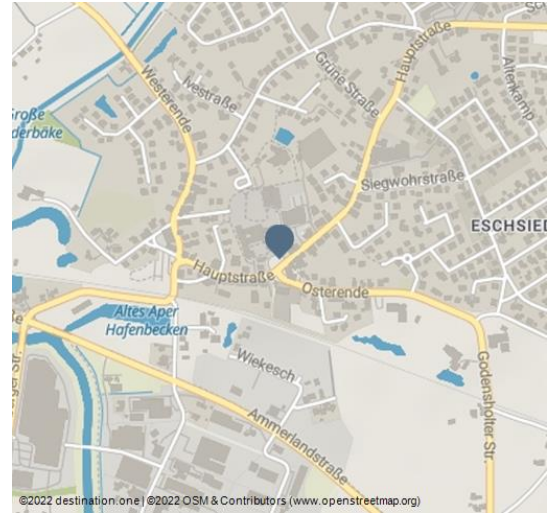 Hauptstraße
Grüne Straße
Altenkamp
Westerende
Ivestraße
Große
derbäke
Siegwohrstraße
ESCHSIED
Hauptstraße
Osterende
Altes Aper
Hafenbecken
Wiekesch
Godensholter Str.
Ammerlandstraße
©2022 destination.one | ©2022 OSM & Contributors (www.openstreetmap.org)